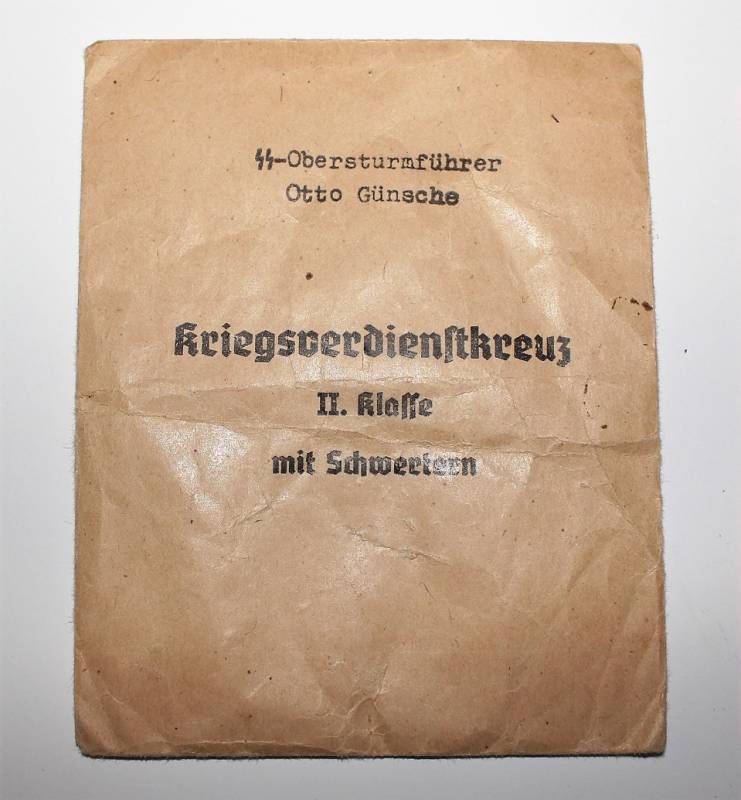 ᛋᛋ-Obersturmführer
Otto Günsche
Kriegsverdienstkreuz
II. Klasse
mit Schwertern